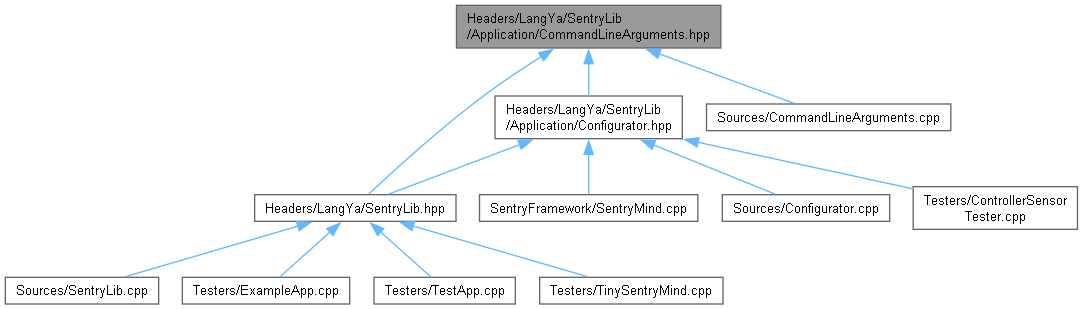 Headers/LangYa/SentryLib
/Application/CommandLineArguments.hpp
Headers/LangYa/SentryLib
/Application/Configurator.hpp
Sources/CommandLineArguments.cpp
Headers/LangYa/SentryLib.hpp
SentryFramework/SentryMind.cpp
Sources/Configurator.cpp
Testers/ControllerSensor
Tester.cpp
Sources/SentryLib.cpp
Testers/ExampleApp.cpp
Testers/TestApp.cpp
Testers/TinySentryMind.cpp